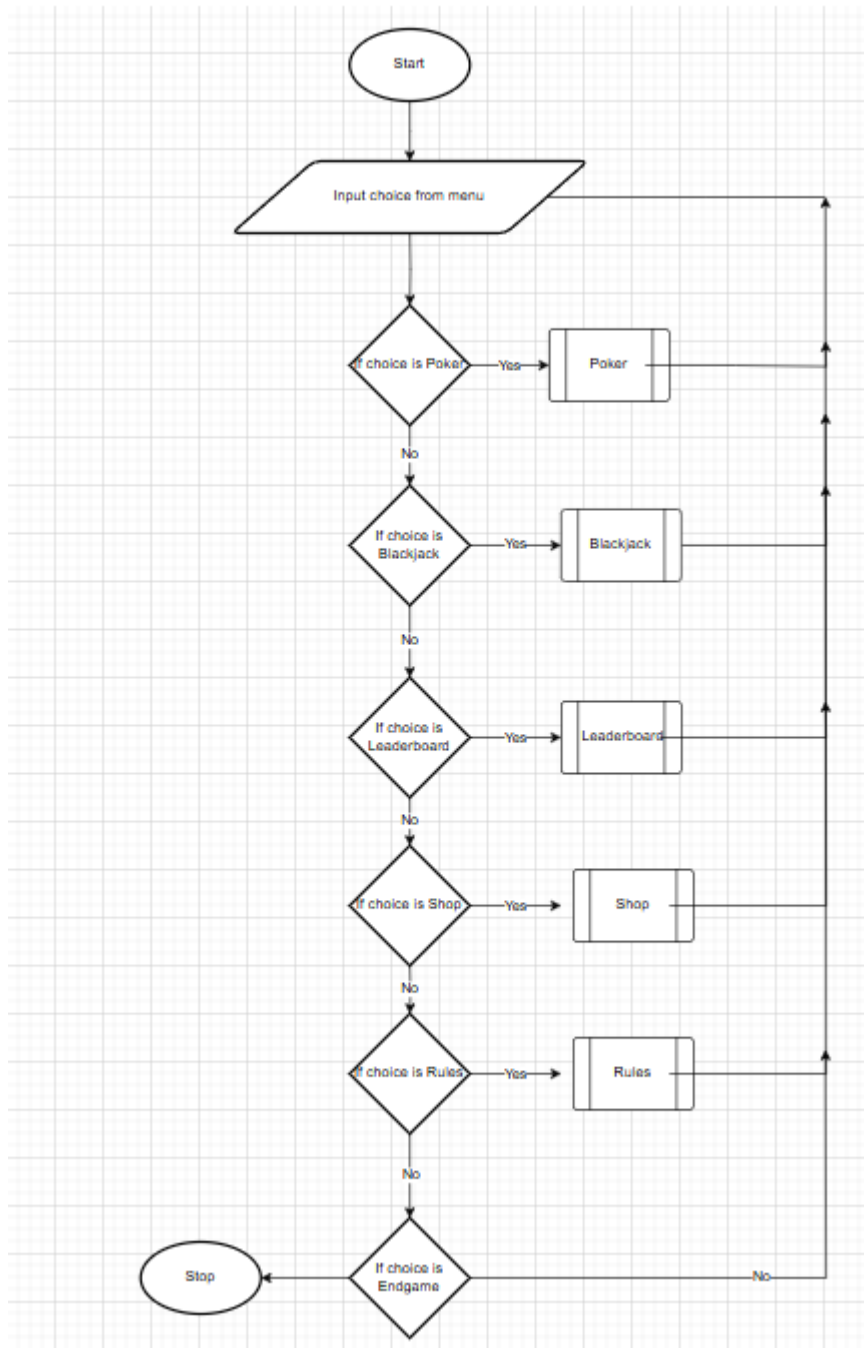 Start
Input choice from menu
If choice is Poker
Yes
Poker
No
If choice is
Blackjack
Yes
Blackjack
No
If choice is
Leaderboard
Yes
Leaderboard
No
If choice is Shop
Yes
Shop
No
If choice is Rules
Yes
Rules
No
Stop
If choice is
Endgame
No